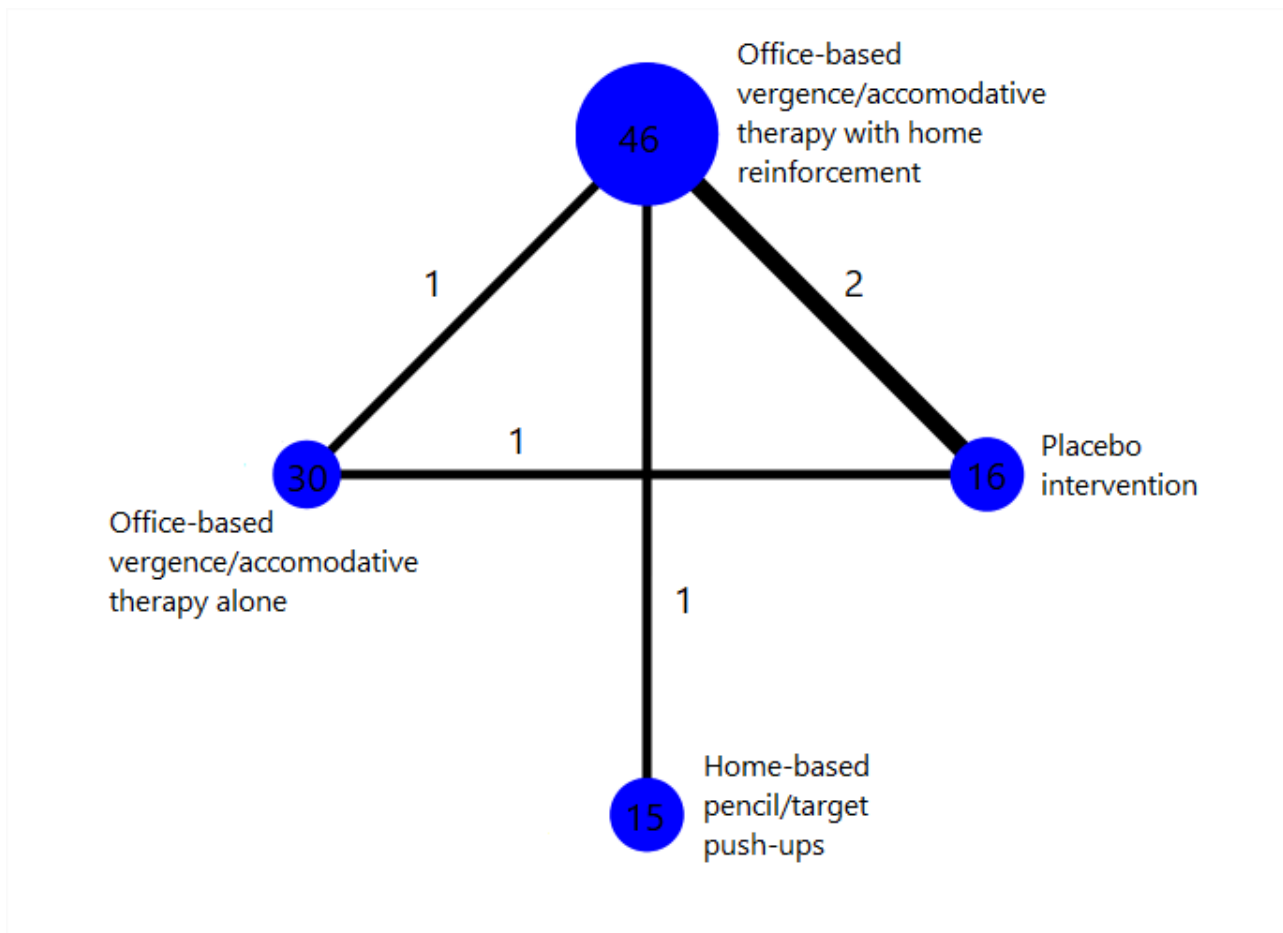 Office-based
vergence/accomodative
therapy with home
reinforcement
46
1
2
1
30
16
Placebo
intervention
Office-based
vergence/accomodative
therapy alone
1
15
Home-based
pencil/target
push-ups